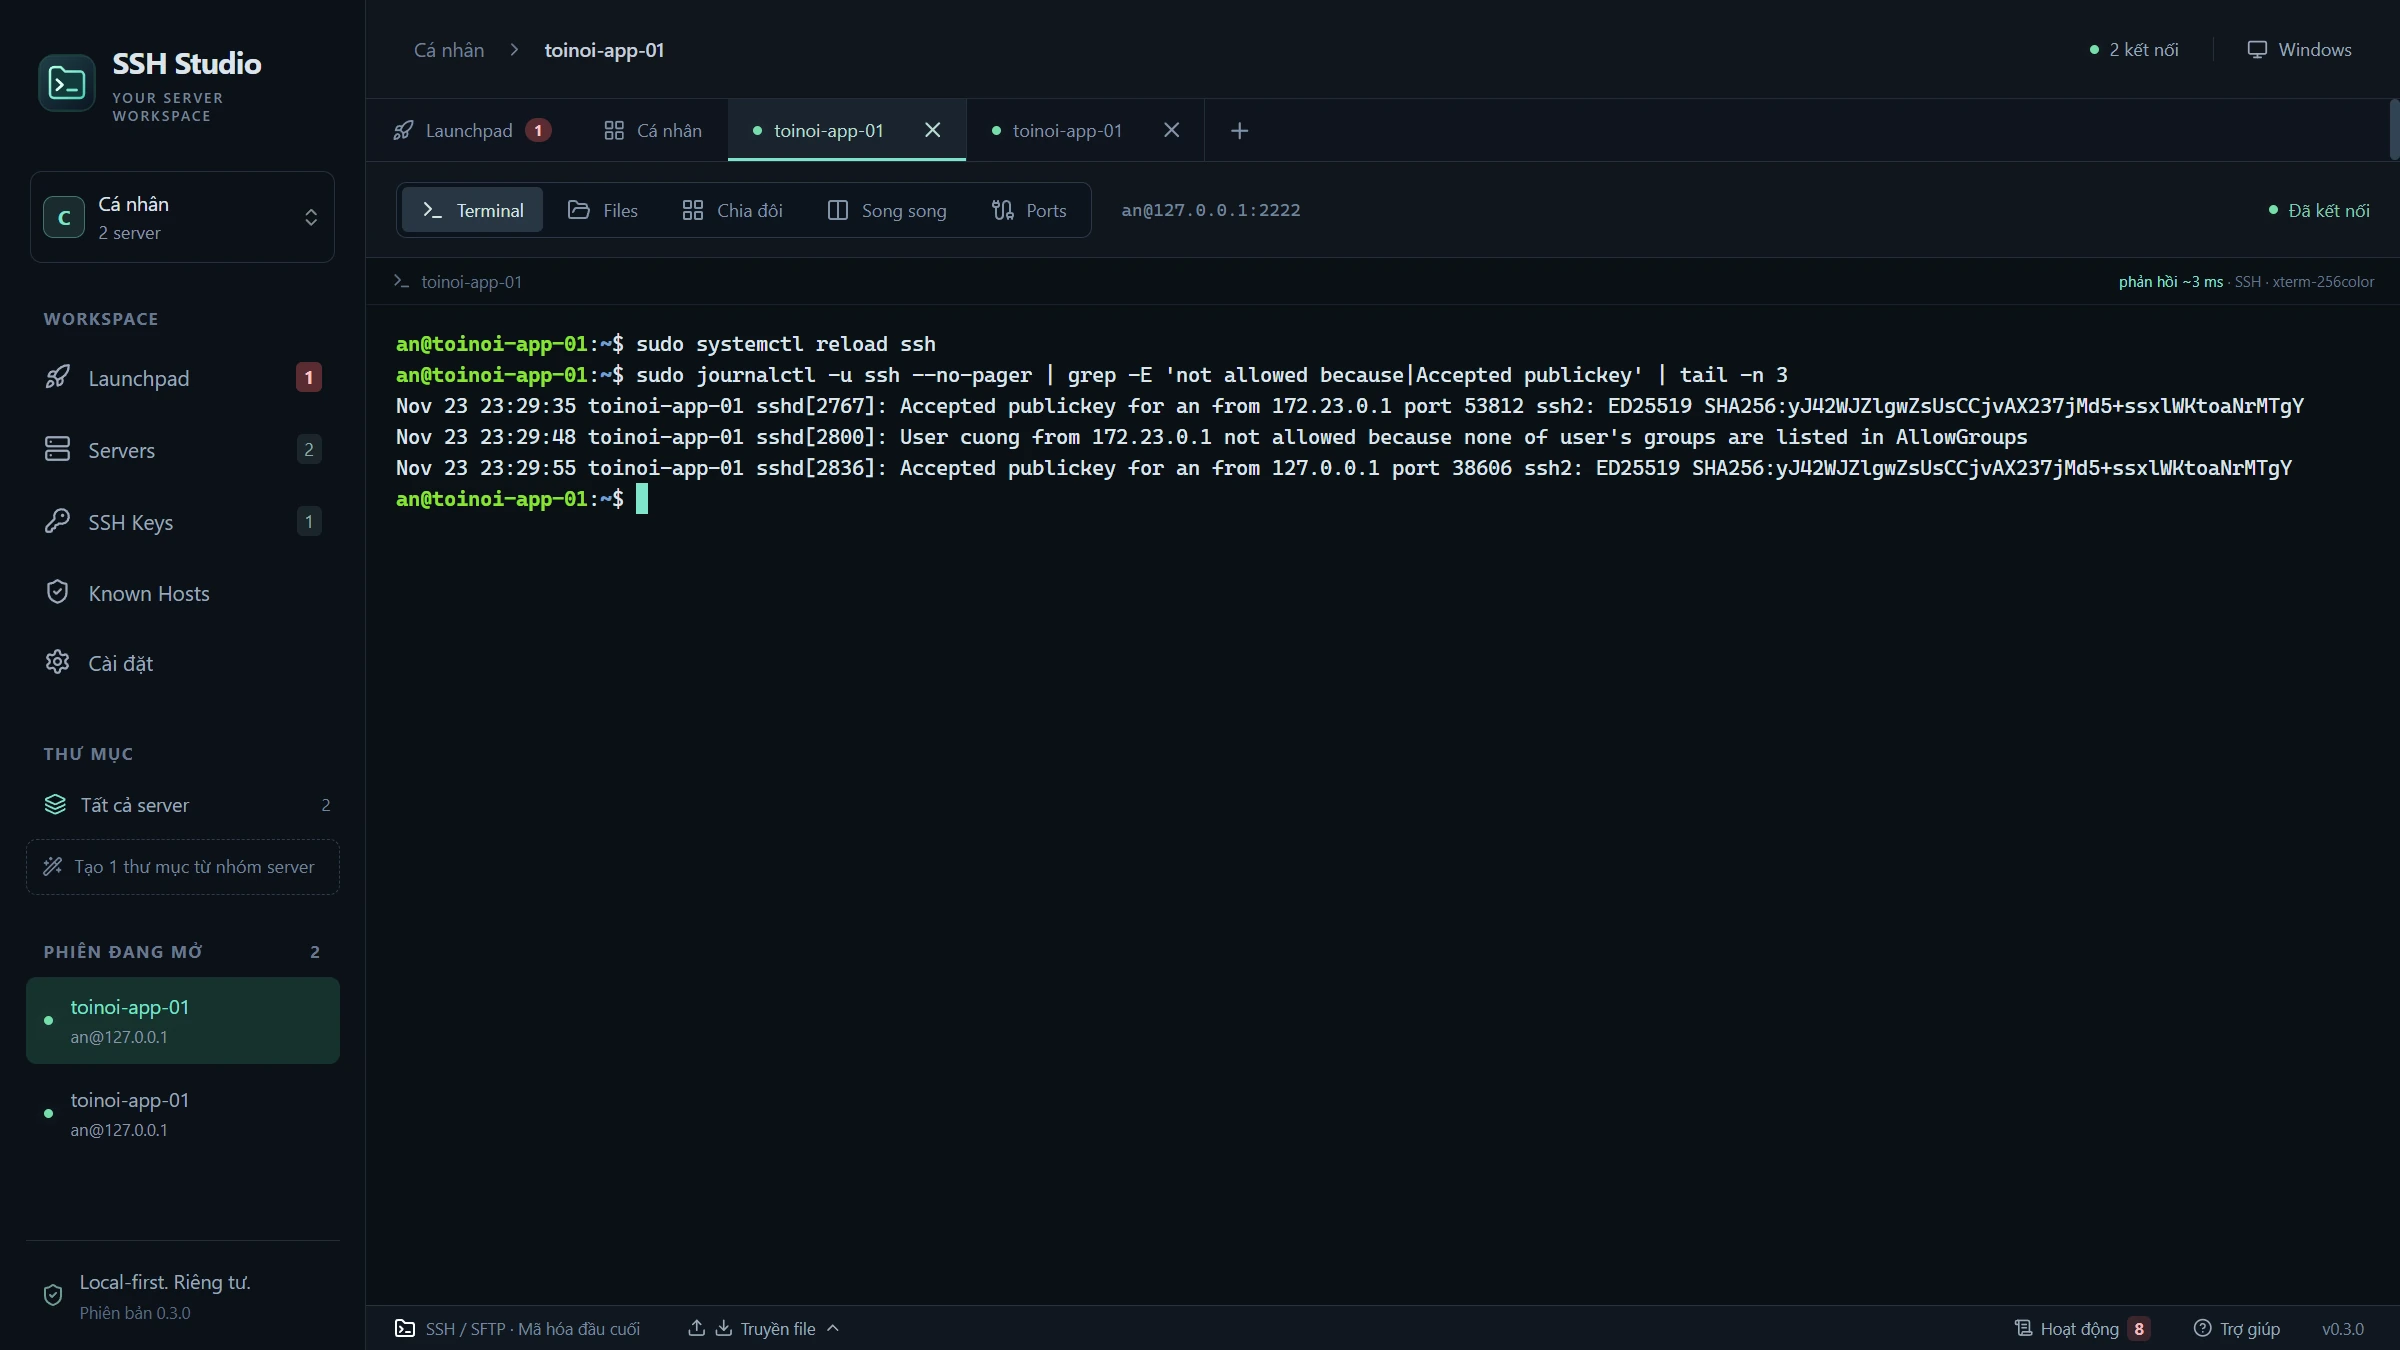 SSH Studio
YOUR SERVER
WORKSPACE
C
Cá nhân
2 server
WORKSPACE
Launchpad 1
Servers 2
SSH Keys 1
Known Hosts
Cài đặt
THƯ MỤC
Tất cả server 2
Tạo 1 thư mục từ nhóm server
PHIÊN ĐANG MỞ 2
toinoi-app-01
an@127.0.0.1
toinoi-app-01
an@127.0.0.1
Local-first. Riêng tư.
Phiên bản 0.3.0
Cá nhân > toinoi-app-01
2 kết nối
Windows
Launchpad 1
Cá nhân
toinoi-app-01
toinoi-app-01
Terminal
Files
Chia đôi
Song song
Ports
an@127.0.0.1:2222
Đã kết nối
toinoi-app-01
phản hồi ~3 ms · SSH · xterm-256color
an@toinoi-app-01:~$ sudo systemctl reload ssh
an@toinoi-app-01:~$ sudo journalctl -u ssh --no-pager | grep -E 'not allowed because|Accepted publickey' | tail -n 3
Nov 23 23:29:35 toinoi-app-01 sshd[2767]: Accepted publickey for an from 172.23.0.1 port 53812 ssh2: ED25519 SHA256:yJ42WJZlgwZsUsCCjvAX237jMd5+ssxlWKtoaNrMTgY
Nov 23 23:29:48 toinoi-app-01 sshd[2800]: User cuong from 172.23.0.1 not allowed because none of user's groups are listed in AllowGroups
Nov 23 23:29:55 toinoi-app-01 sshd[2836]: Accepted publickey for an from 127.0.0.1 port 38606 ssh2: ED25519 SHA256:yJ42WJZlgwZsUsCCjvAX237jMd5+ssxlWKtoaNrMTgY
an@toinoi-app-01:~$
SSH / SFTP · Mã hóa đầu cuối
Truyền file
Hoạt động 8
Trợ giúp
v0.3.0